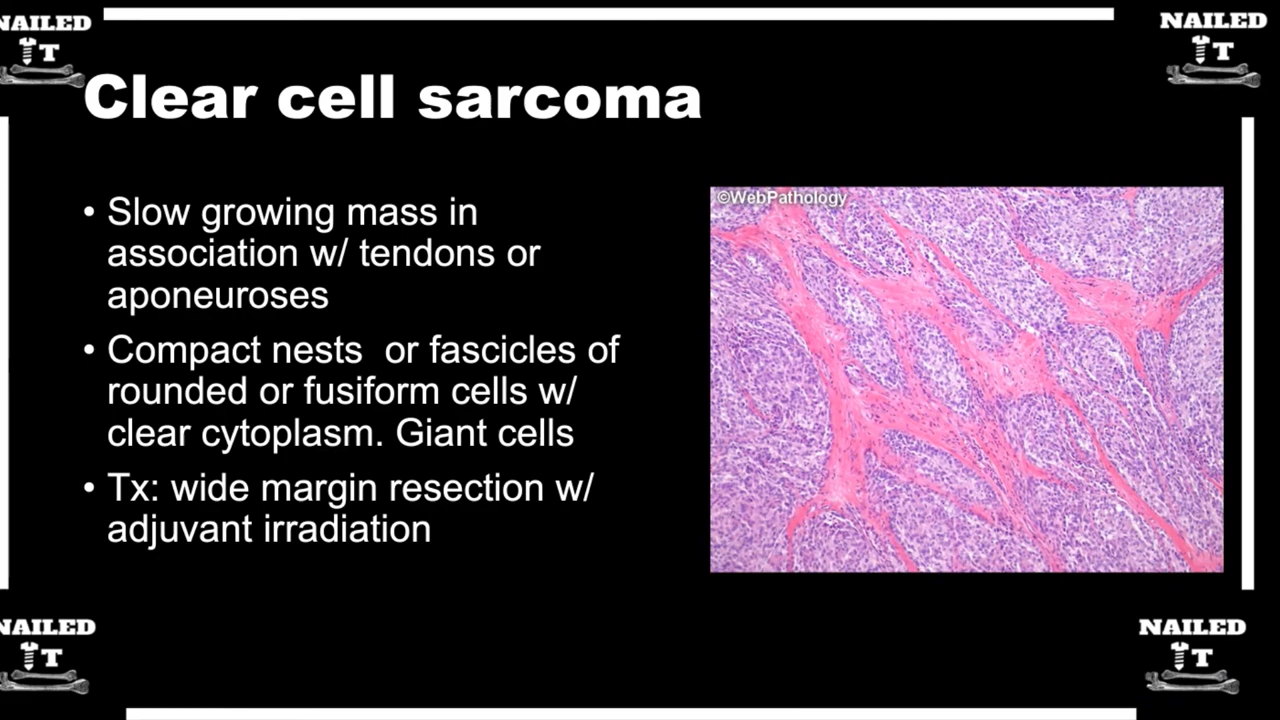 NAILED
IT
NAILED
IT
Clear cell sarcoma
• Slow growing mass in
association w/ tendons or
aponeuroses
• Compact nests or fascicles of
rounded or fusiform cells w/
clear cytoplasm. Giant cells
• Tx: wide margin resection w/
adjuvant irradiation
©WebPathology
NAILED
IT
NAILED
IT